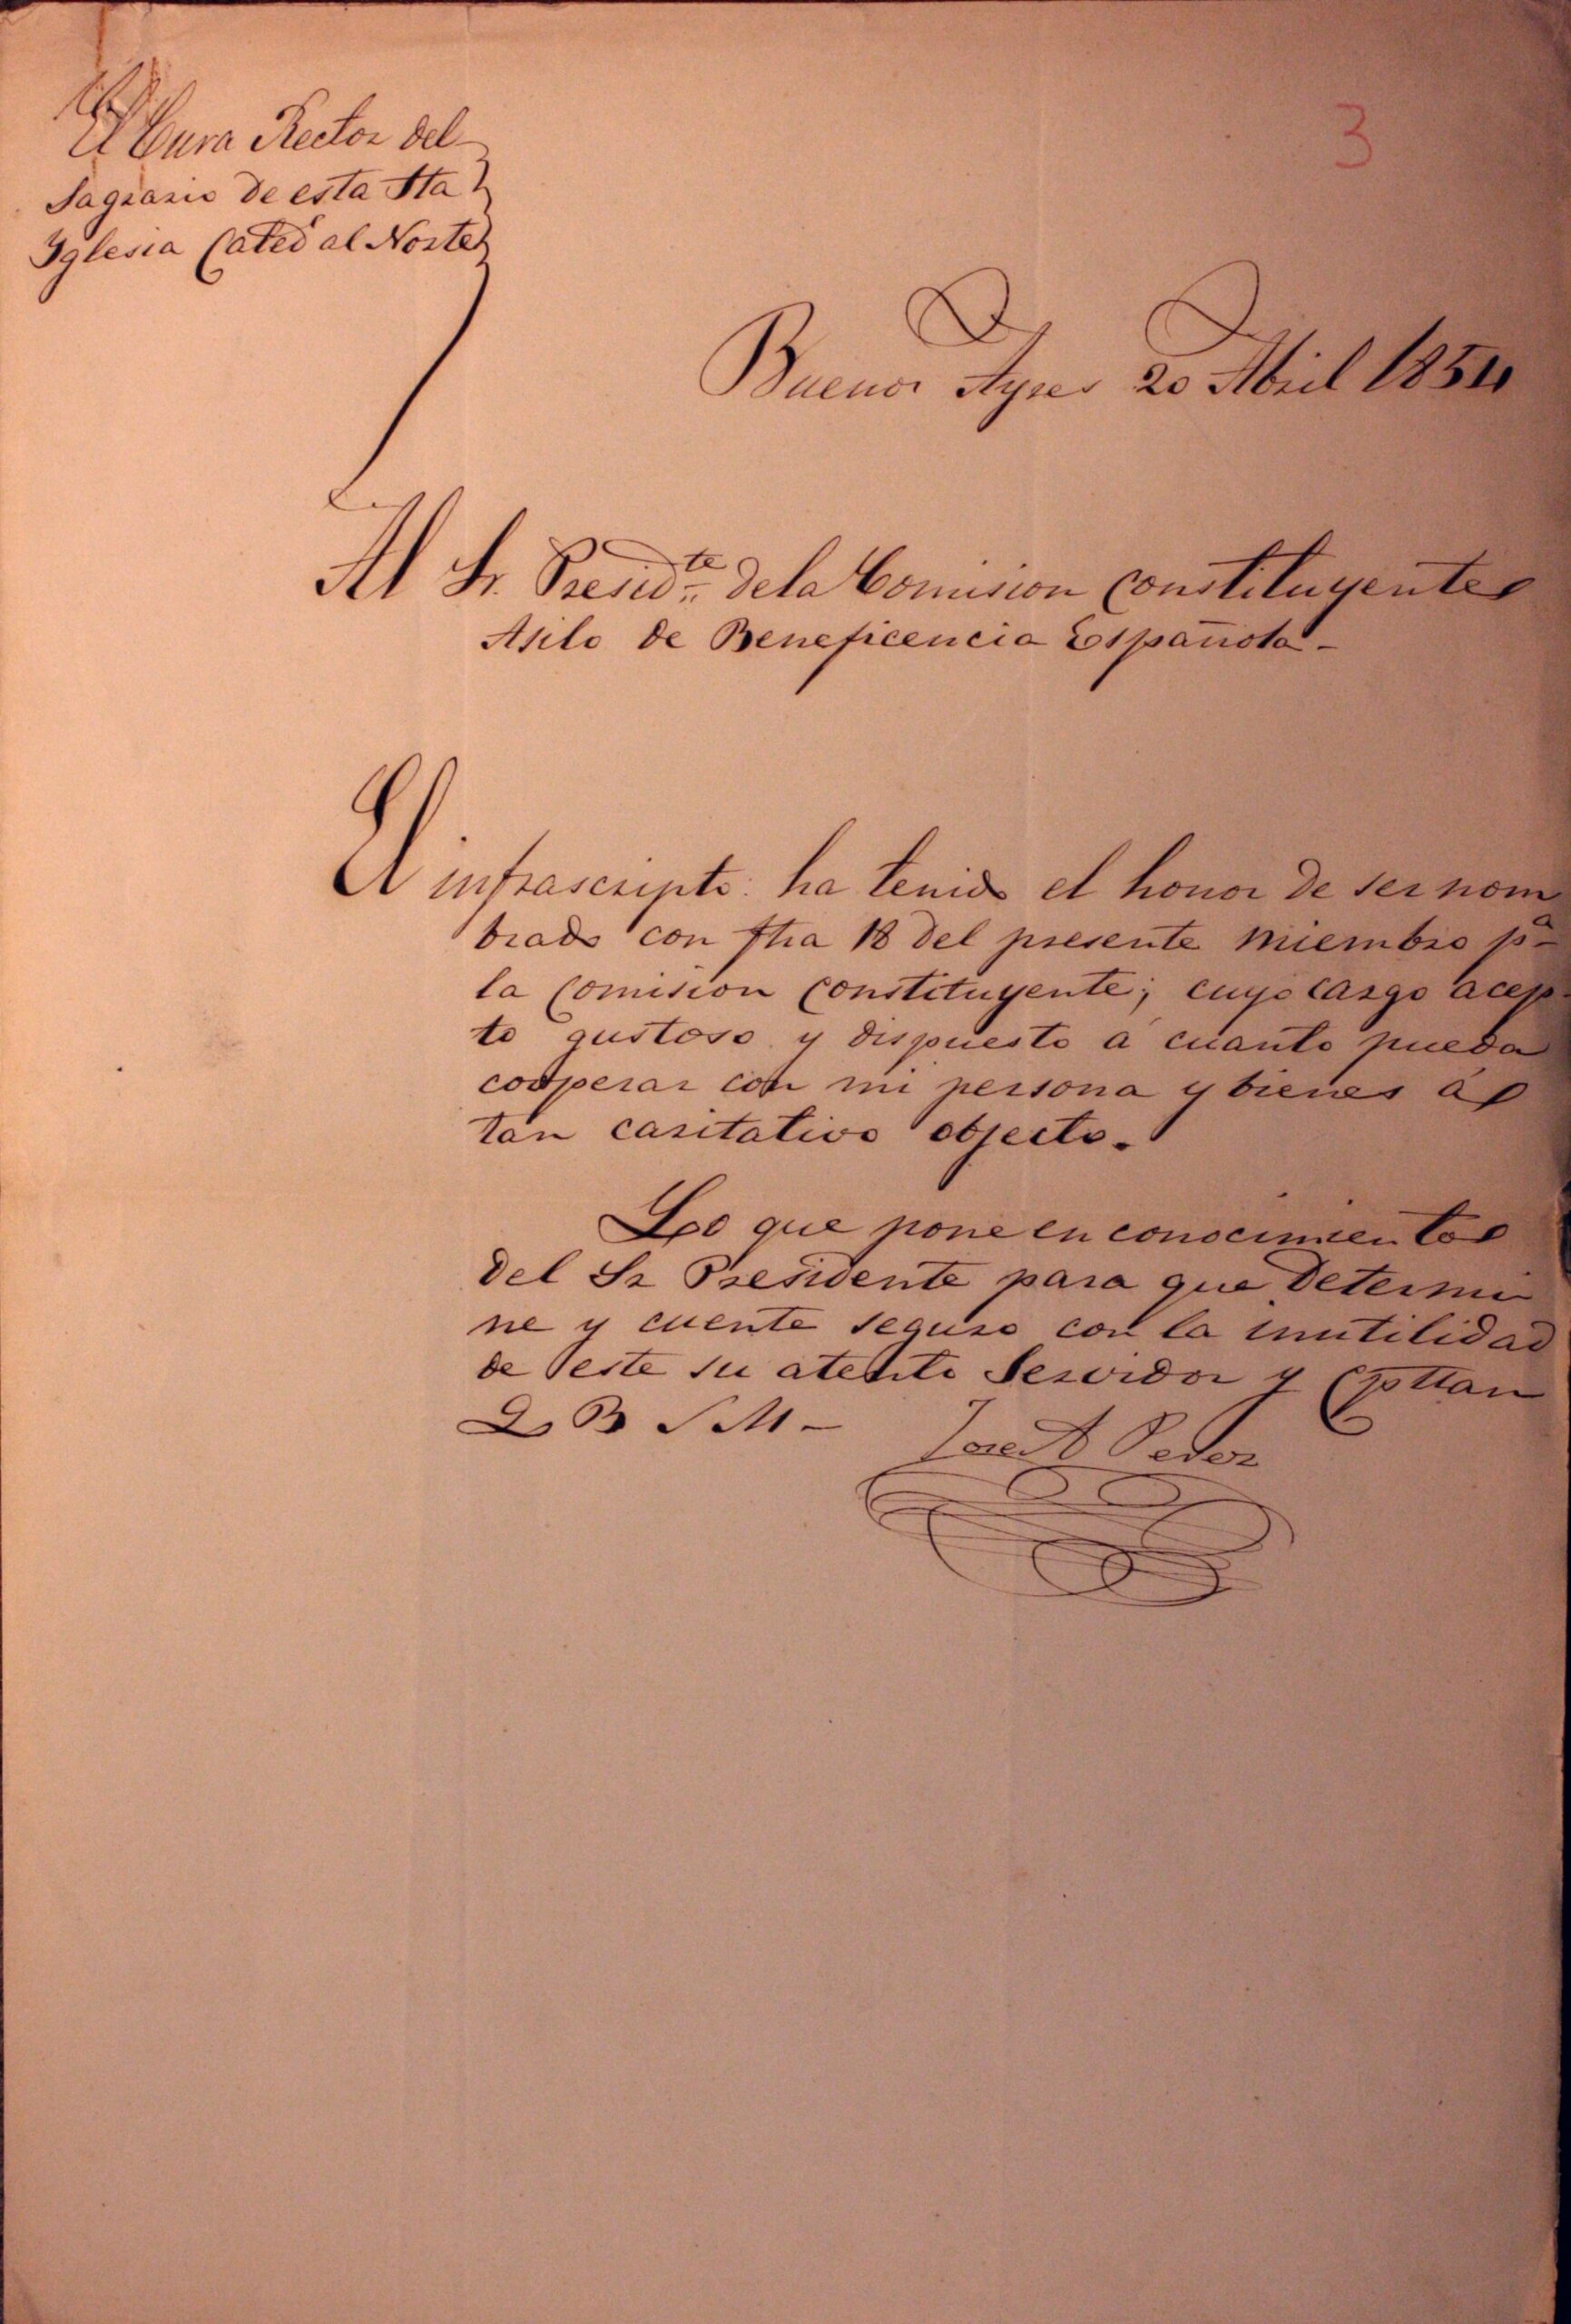 3
El Cura Rector del
Sagrario de esta Sta
Yglesia Catedl al Norte
Buenos Ayres 20 Abril 1854
Al Sr. Presidte de la Comision constituyente
Asilo de Beneficencia Española-
El infrascripto ha tenido el honor de ser nom
brado con fha 18 del presente miembro pa
la Comision constituyente; cuyo cargo acep
to gustoso y dispuesto á cuanto pueda
cooperar con mi persona y bienes á
tan caritativo objecto.
Lo que pone en conocimiento
del Sr Presidente para que determi
ne y cuente seguro con la inutilidad
de este su atento Servidor y Cpttan
Q B S M-
Jose A Perez